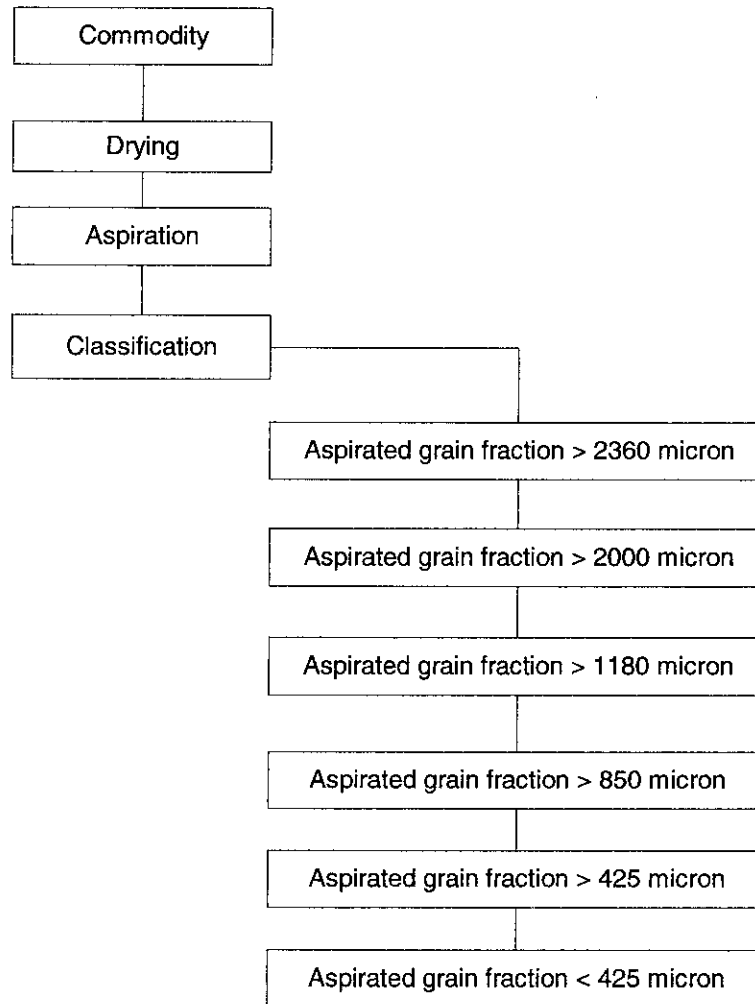 Commodity
Drying
Aspiration
Classification
Aspirated grain fraction > 2360 micron
Aspirated grain fraction > 2000 micron
Aspirated grain fraction > 1180 micron
Aspirated grain fraction > 850 micron
Aspirated grain fraction > 425 micron
Aspirated grain fraction < 425 micron